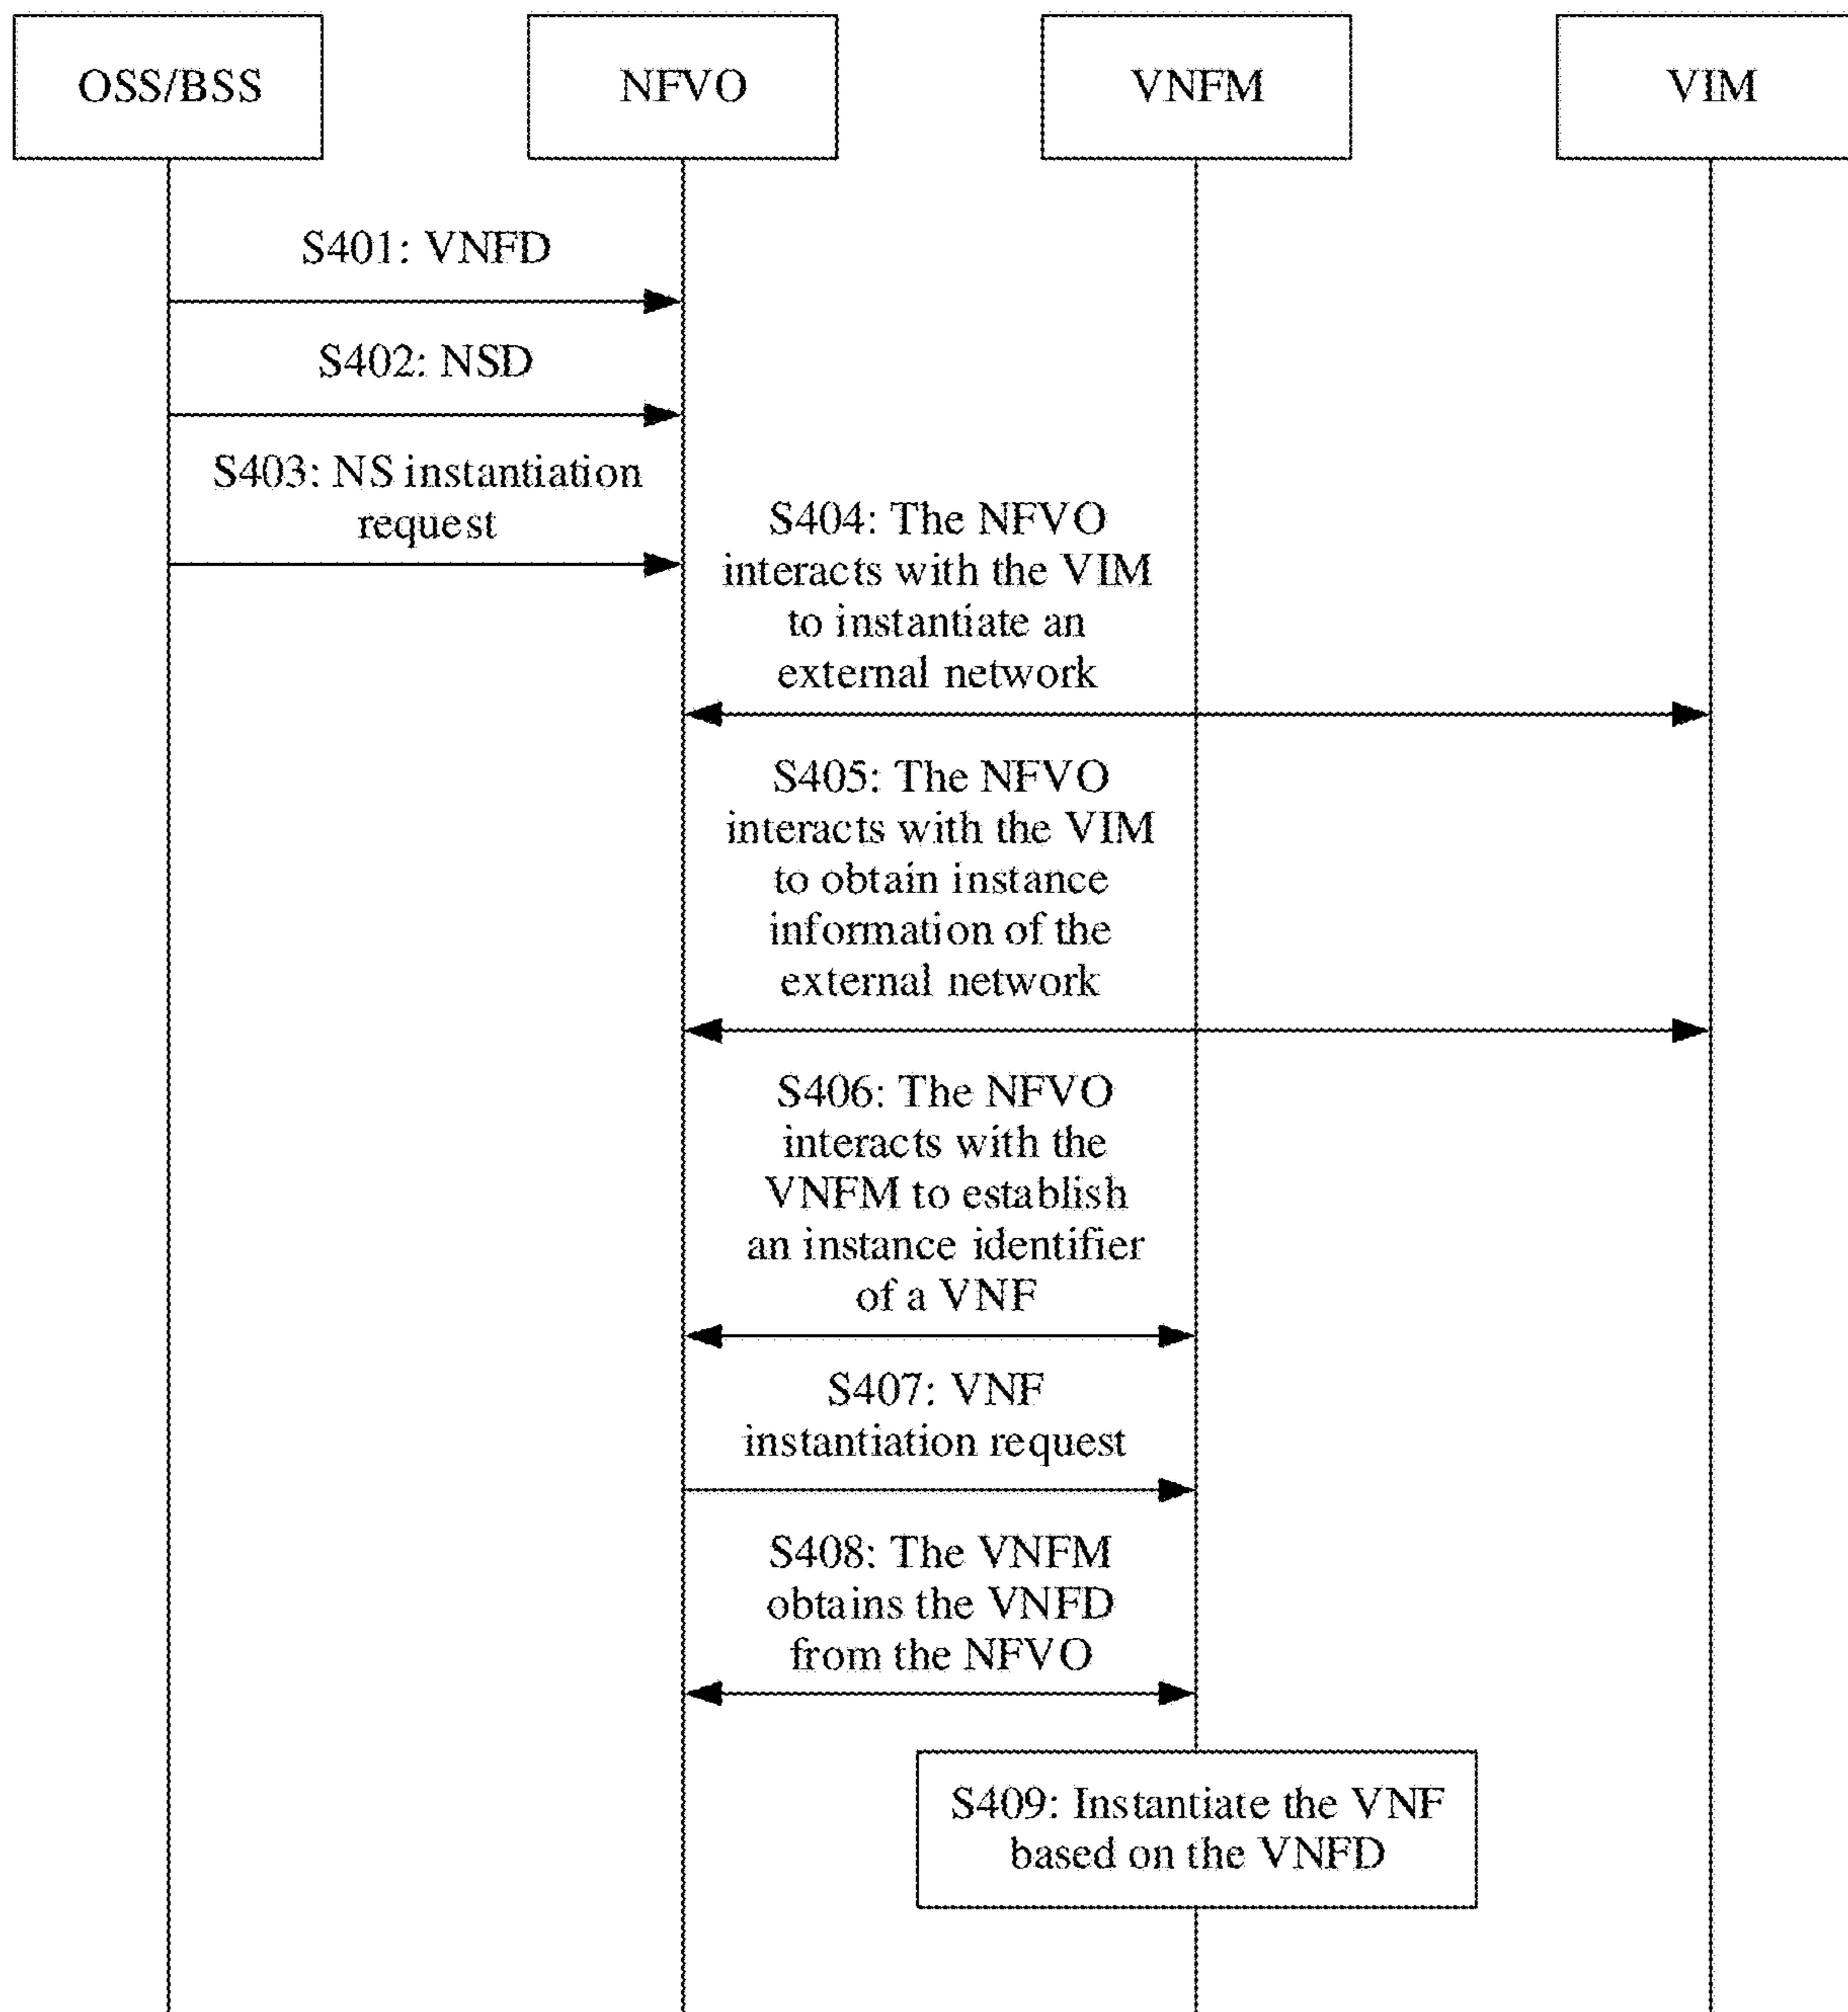 OSS/BSS
NFVO
VNFM
VIM
S401: VNFD
S402: NSD
S403: NS instantiation
request
S404: The NFVO
interacts with the VIM
to instantiate an
external network
S405: The NFVO
interacts with the VIM
to obtain instance
information of the
external network
S406: The NFVO
interacts with the
VNFM to establish
an instance identifier
of a VNF
S407: VNF
instantiation request
S408: The VNFM
obtains the VNFD
from the NFVO
S409: Instantiate the VNF
based on the VNFD